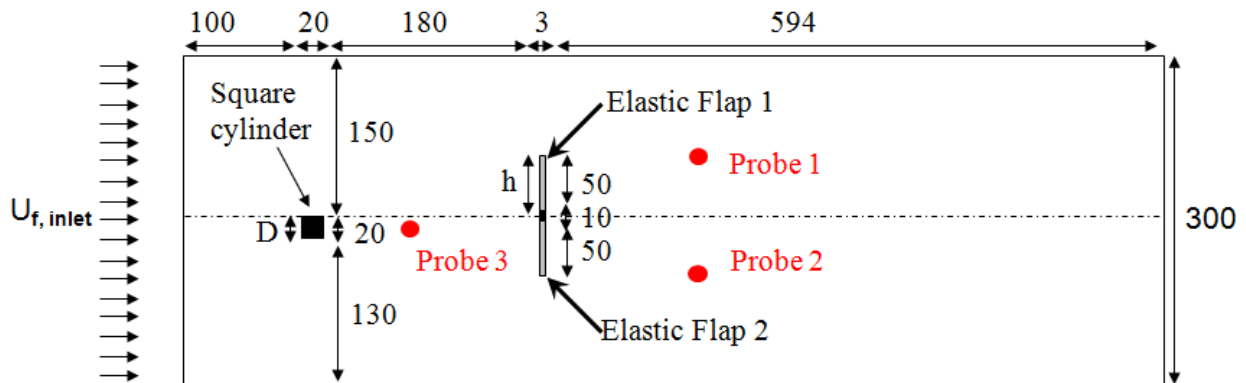 100 20 180 3 594
Square
cylinder
Elastic Flap 1
150
Probe 1
h
50
U_f, inlet
10
300
D
20
Probe 3
50
Probe 2
130
Elastic Flap 2